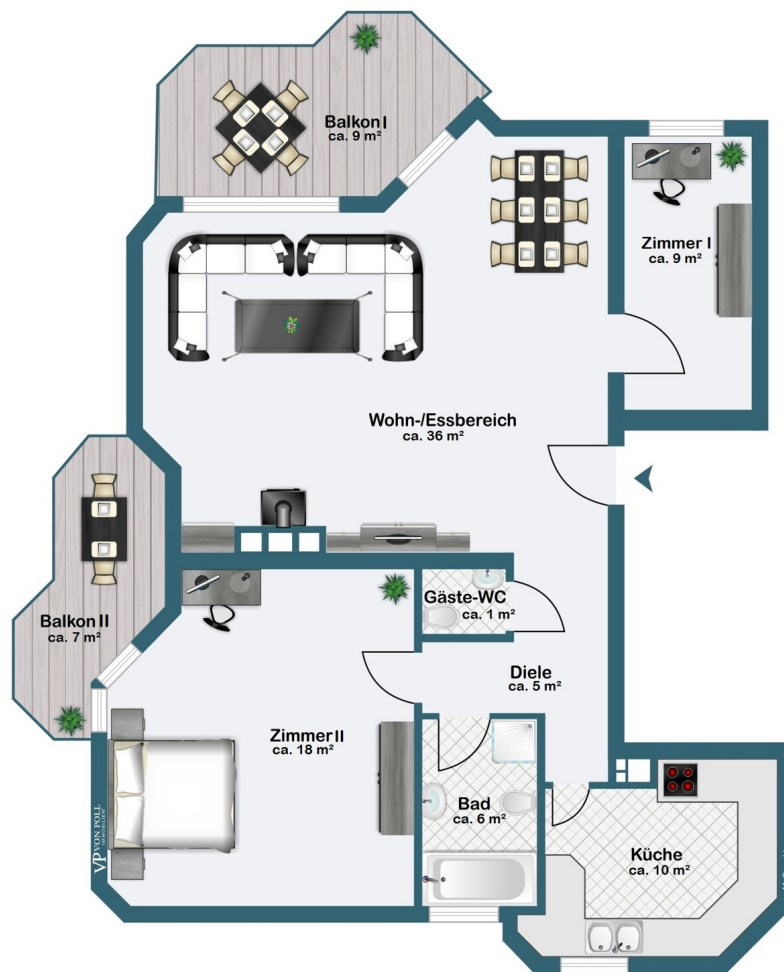 Balkon I
ca. 9 m²
Zimmer I
ca. 9 m²
Wohn-/Essbereich
ca. 36 m²
Balkon II
ca. 7 m²
Gäste-WC
ca. 1 m²
Diele
ca. 5 m²
Zimmer II
ca. 18 m²
Bad
ca. 6 m²
Küche
ca. 10 m²
VP VON POLL
IMMOBILIEN